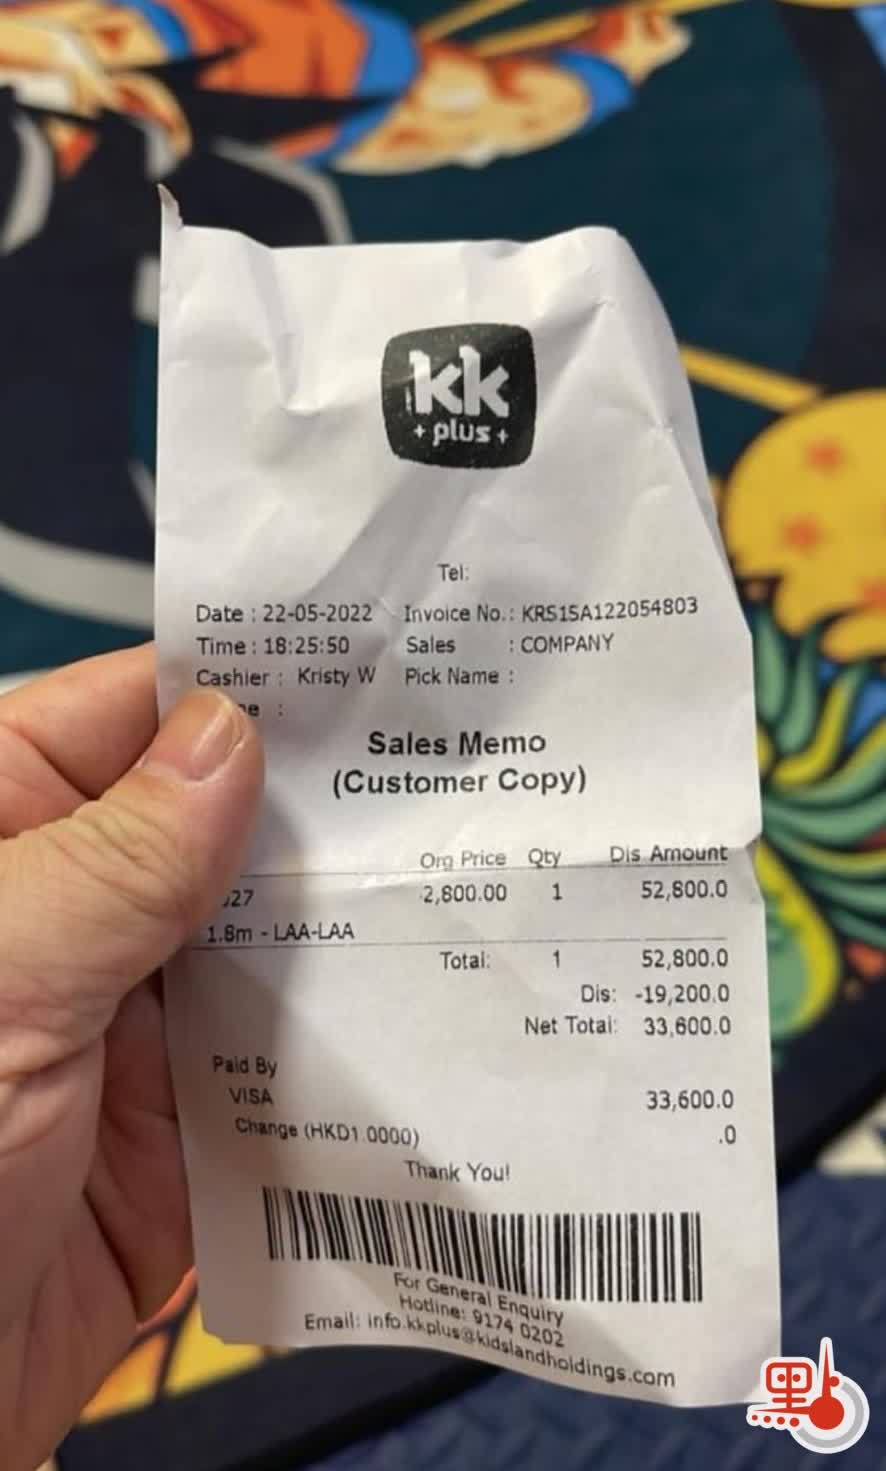 kk
+ plus +
Tel:
Date : 22-05-2022 Invoice No. : KRS1SA122054803
Time : 18:25:50 Sales : COMPANY
Cashier : Kristy W Pick Name :
:
Sales Memo
(Customer Copy)
Org Price Qty Dis Amount
27 2,800.00 1 52,800.0
1.8m - LAA-LAA
Total: 1 52,800.0
Dis: -19,200.0
Net Total: 33,600.0
Paid By
VISA 33,600.0
Change (HKD1.0000) .0
Thank You!
For General Enquiry
Hotline: 9174 0202
Email: info.kkplus@kidslandholdings.com
點